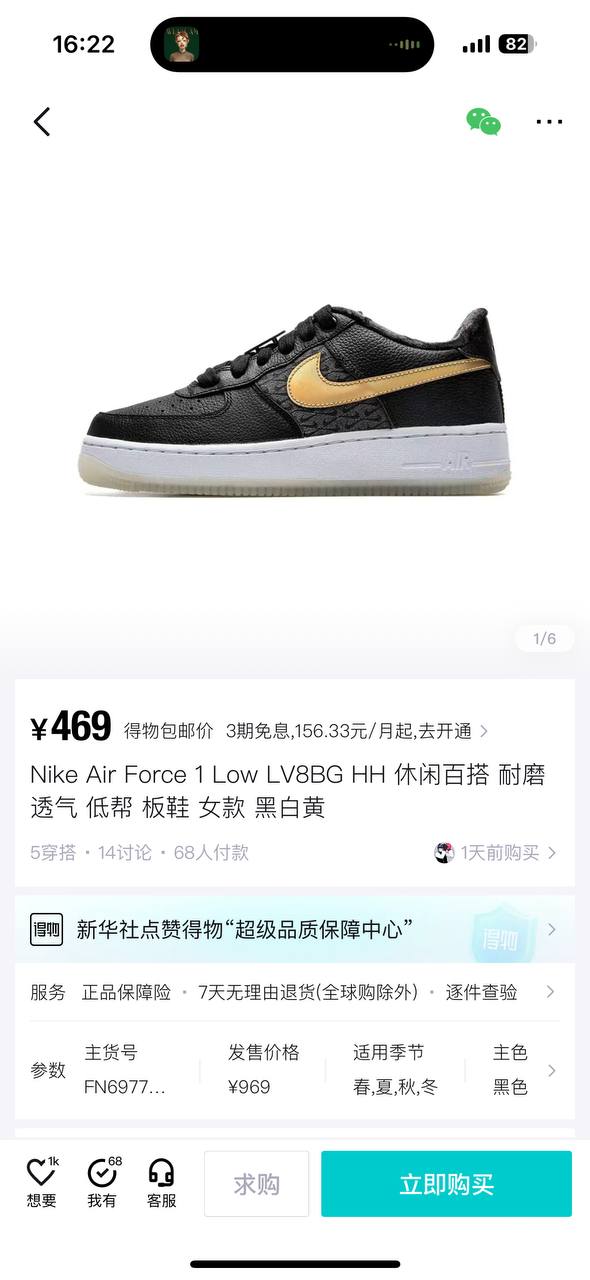 16:22
82
1/6
¥469 得物包邮价 3期免息,156.33元/月起,去开通
Nike Air Force 1 Low LV8BG HH 休闲百搭 耐磨
透气 低帮 板鞋 女款 黑白黄
5穿搭 · 14讨论 · 68人付款 1天前购买
得物 新华社点赞得物“超级品质保障中心” 得物
服务 正品保障险 · 7天无理由退货(全球购除外) · 逐件查验
参数
主货号 发售价格 适用季节 主色
FN6977... ¥969 春,夏,秋,冬 黑色
1k 68
想要 我有 客服 求购 立即购买